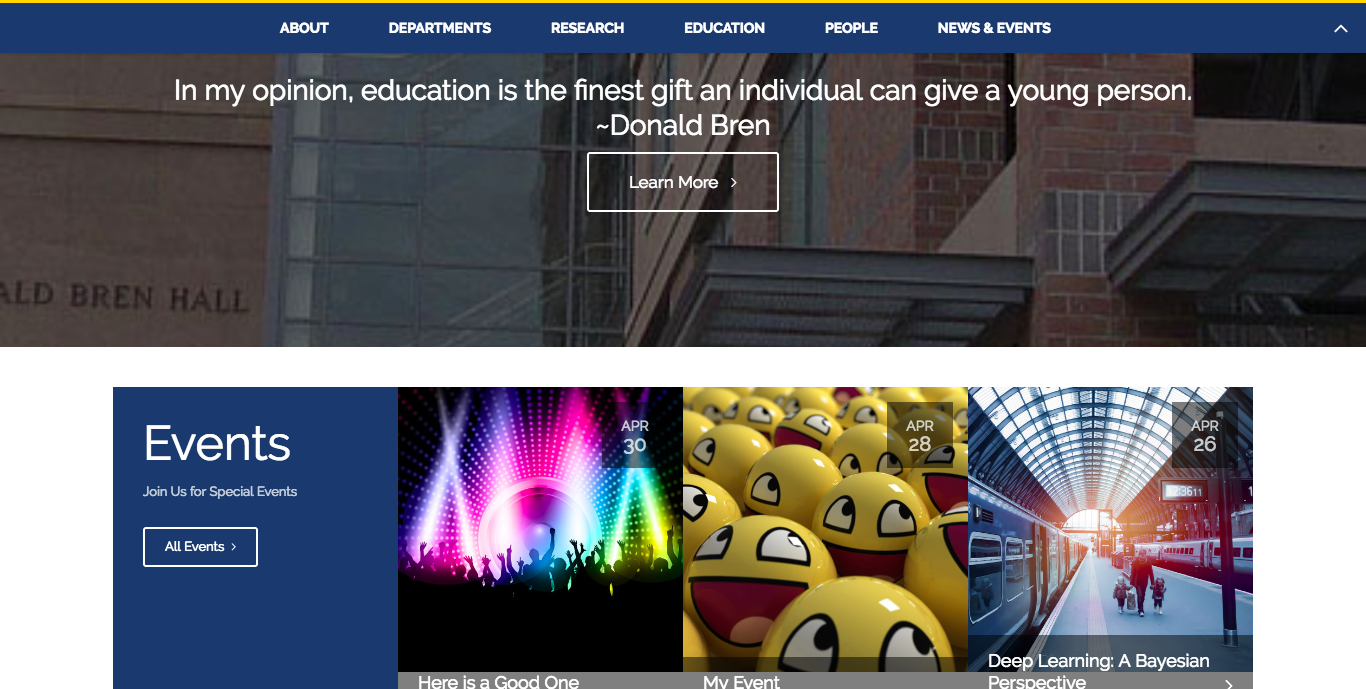 ABOUT DEPARTMENTS RESEARCH EDUCATION PEOPLE NEWS & EVENTS
In my opinion, education is the finest gift an individual can give a young person.
~Donald Bren
Learn More
ALD BREN HALL
Events
Join Us for Special Events
All Events
APR
30
Here is a Good One
APR
28
My Event
APR
26
Deep Learning: A Bayesian
Perspective